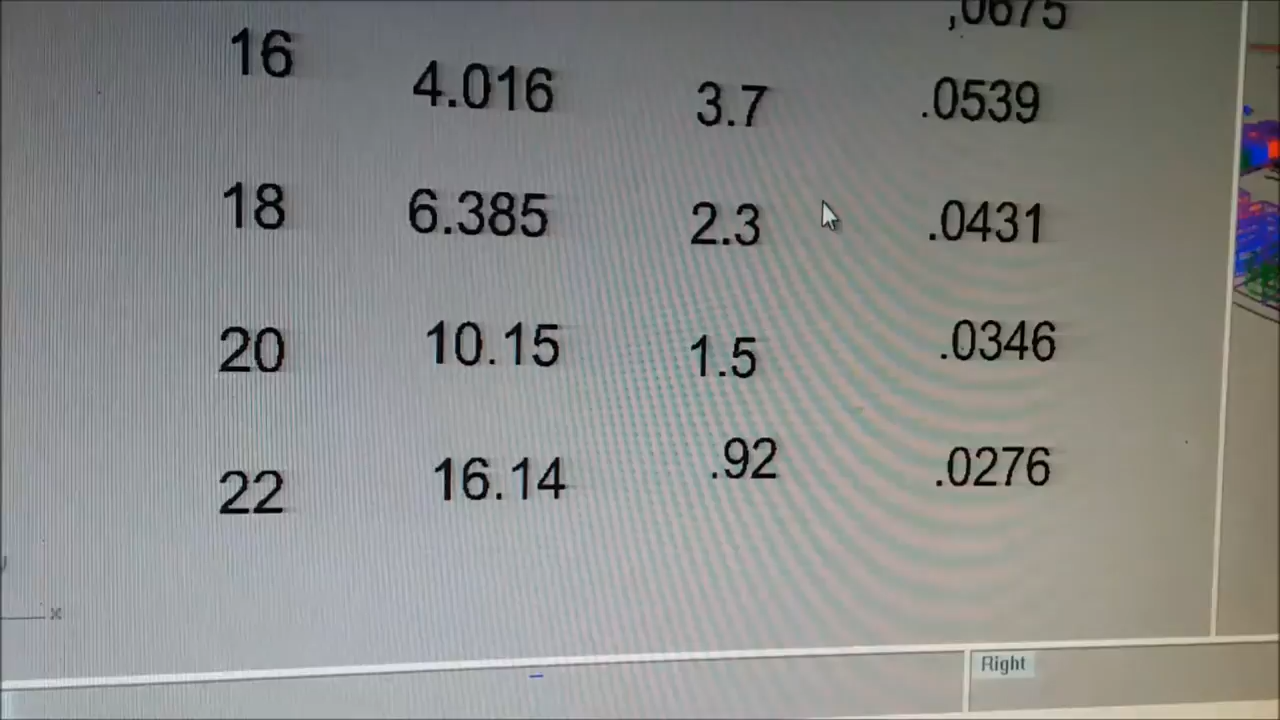 ,0675
16 4.016 3.7 .0539
18 6.385 2.3 .0431
20 10.15 1.5 .0346
22 16.14 .92 .0276
x
Right